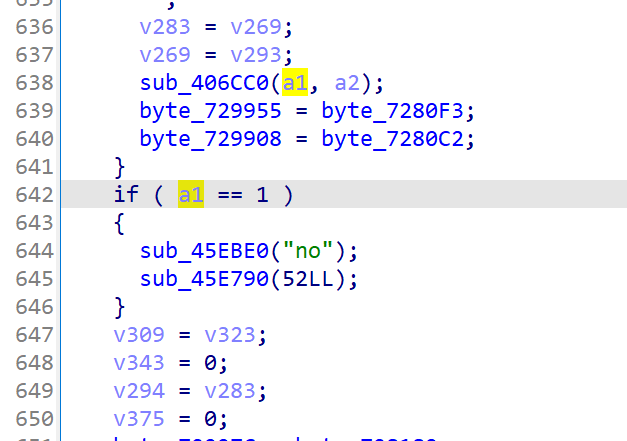 636 v283 = v269;
637 v269 = v293;
638 sub_406CC0(a1, a2);
639 byte_729955 = byte_7280F3;
640 byte_729908 = byte_7280C2;
641 }
642 if ( a1 == 1 )
643 {
644 sub_45EBE0("no");
645 sub_45E790(52LL);
646 }
647 v309 = v323;
648 v343 = 0;
649 v294 = v283;
650 v375 = 0;